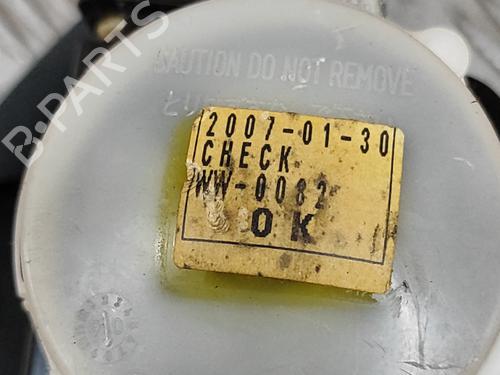 CAUTION DO NOT REMOVE
2007-01-30
CHECK
WW-0082
OK
B-PARTS